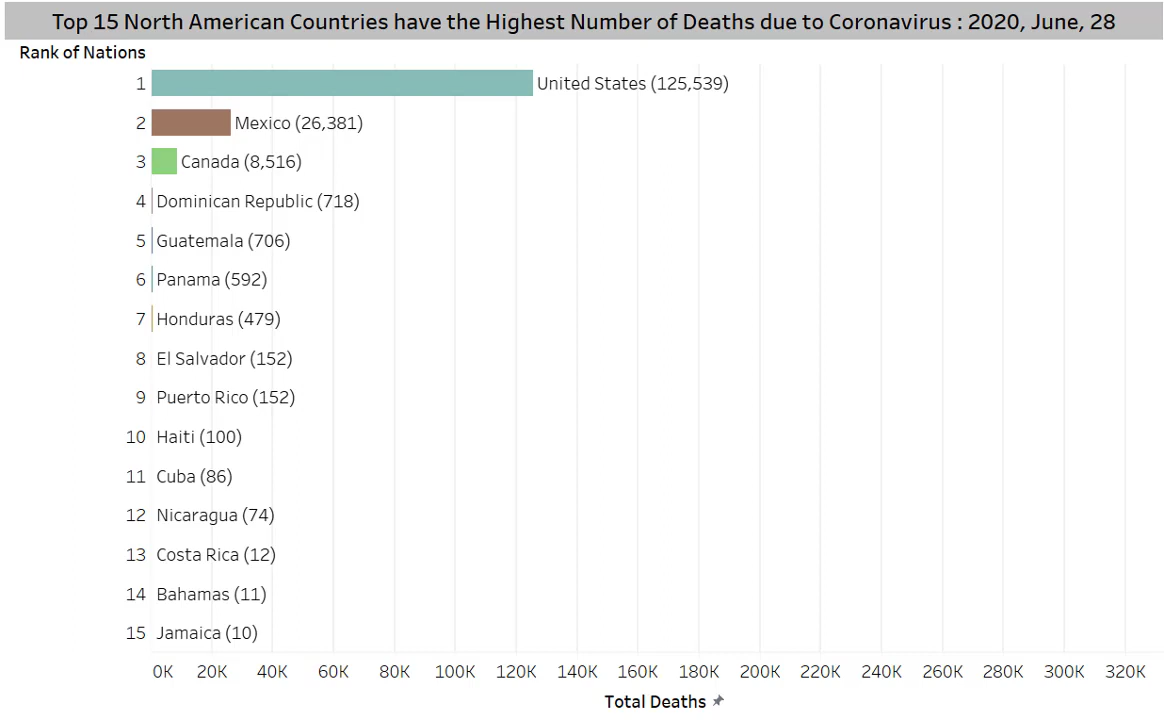 Top 15 North American Countries have the Highest Number of Deaths due to Coronavirus : 2020, June, 28
Rank of Nations
1 United States (125,539)
2 Mexico (26,381)
3 Canada (8,516)
4 Dominican Republic (718)
5 Guatemala (706)
6 Panama (592)
7 Honduras (479)
8 El Salvador (152)
9 Puerto Rico (152)
10 Haiti (100)
11 Cuba (86)
12 Nicaragua (74)
13 Costa Rica (12)
14 Bahamas (11)
15 Jamaica (10)
0K 20K 40K 60K 80K 100K 120K 140K 160K 180K 200K 220K 240K 260K 280K 300K 320K
Total Deaths